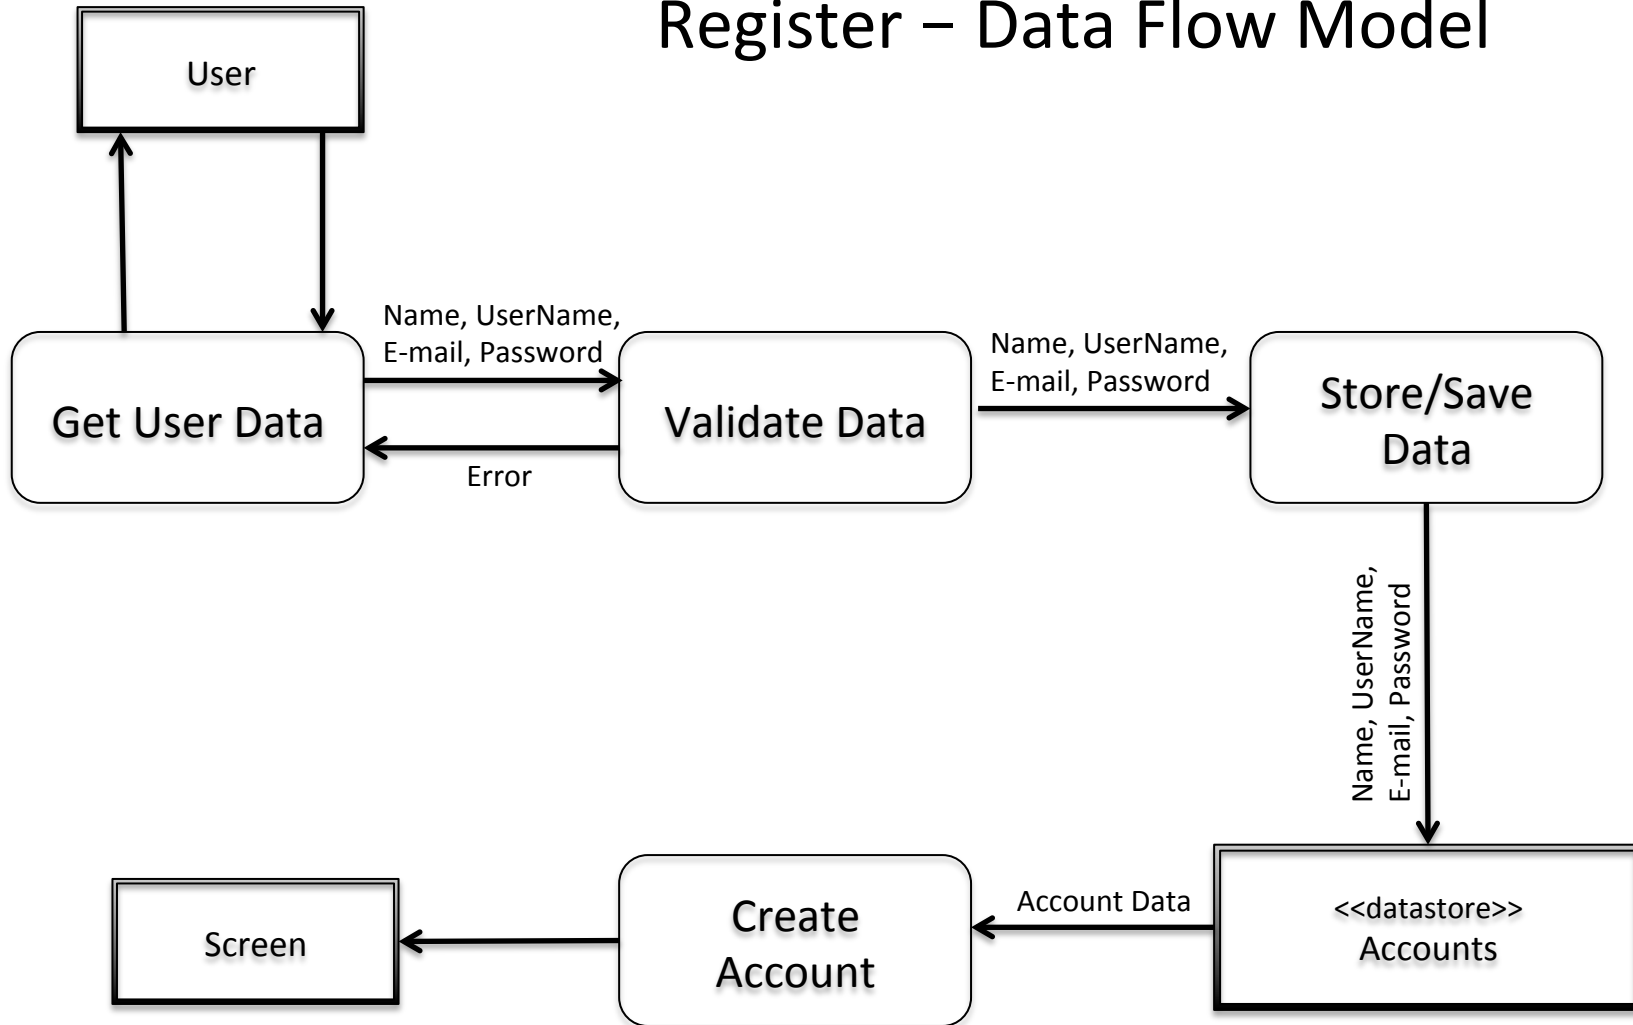 Register – Data Flow Model
User
Name, UserName,
E-mail, Password
Name, UserName,
E-mail, Password
Get User Data
Validate Data
Store/Save
Data
Error
Name, UserName,
E-mail, Password
Account Data
<<datastore>>
Accounts
Create
Account
Screen